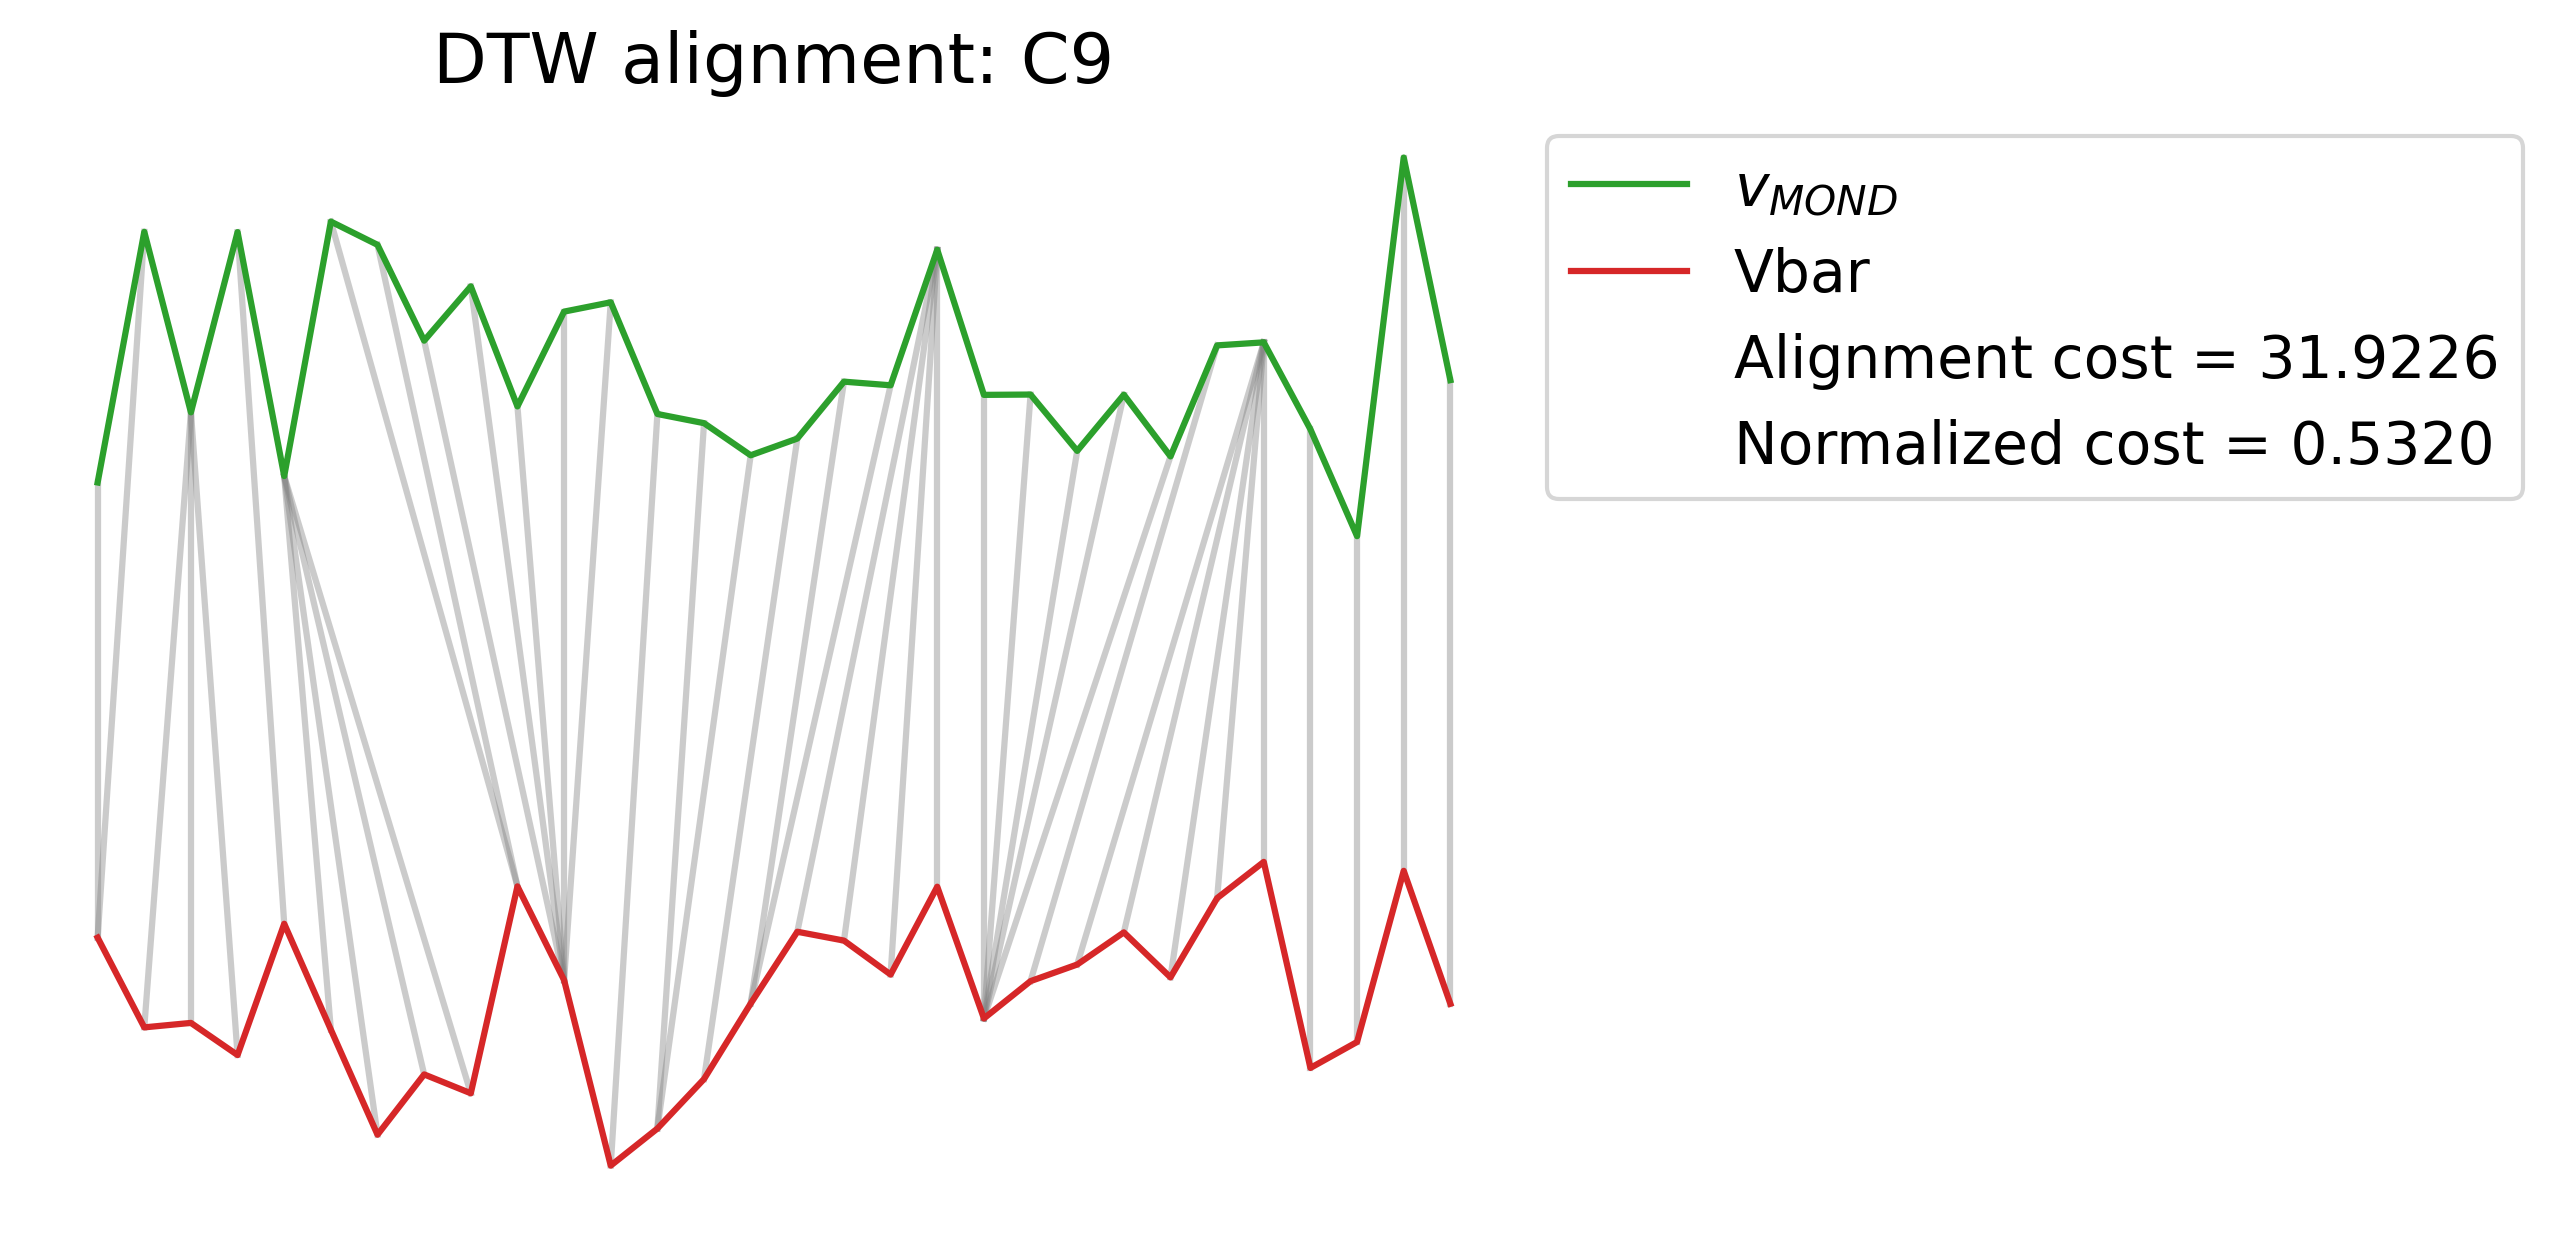 DTW alignment: C9
v_MOND
Vbar
Alignment cost = 31.9226
Normalized cost = 0.5320